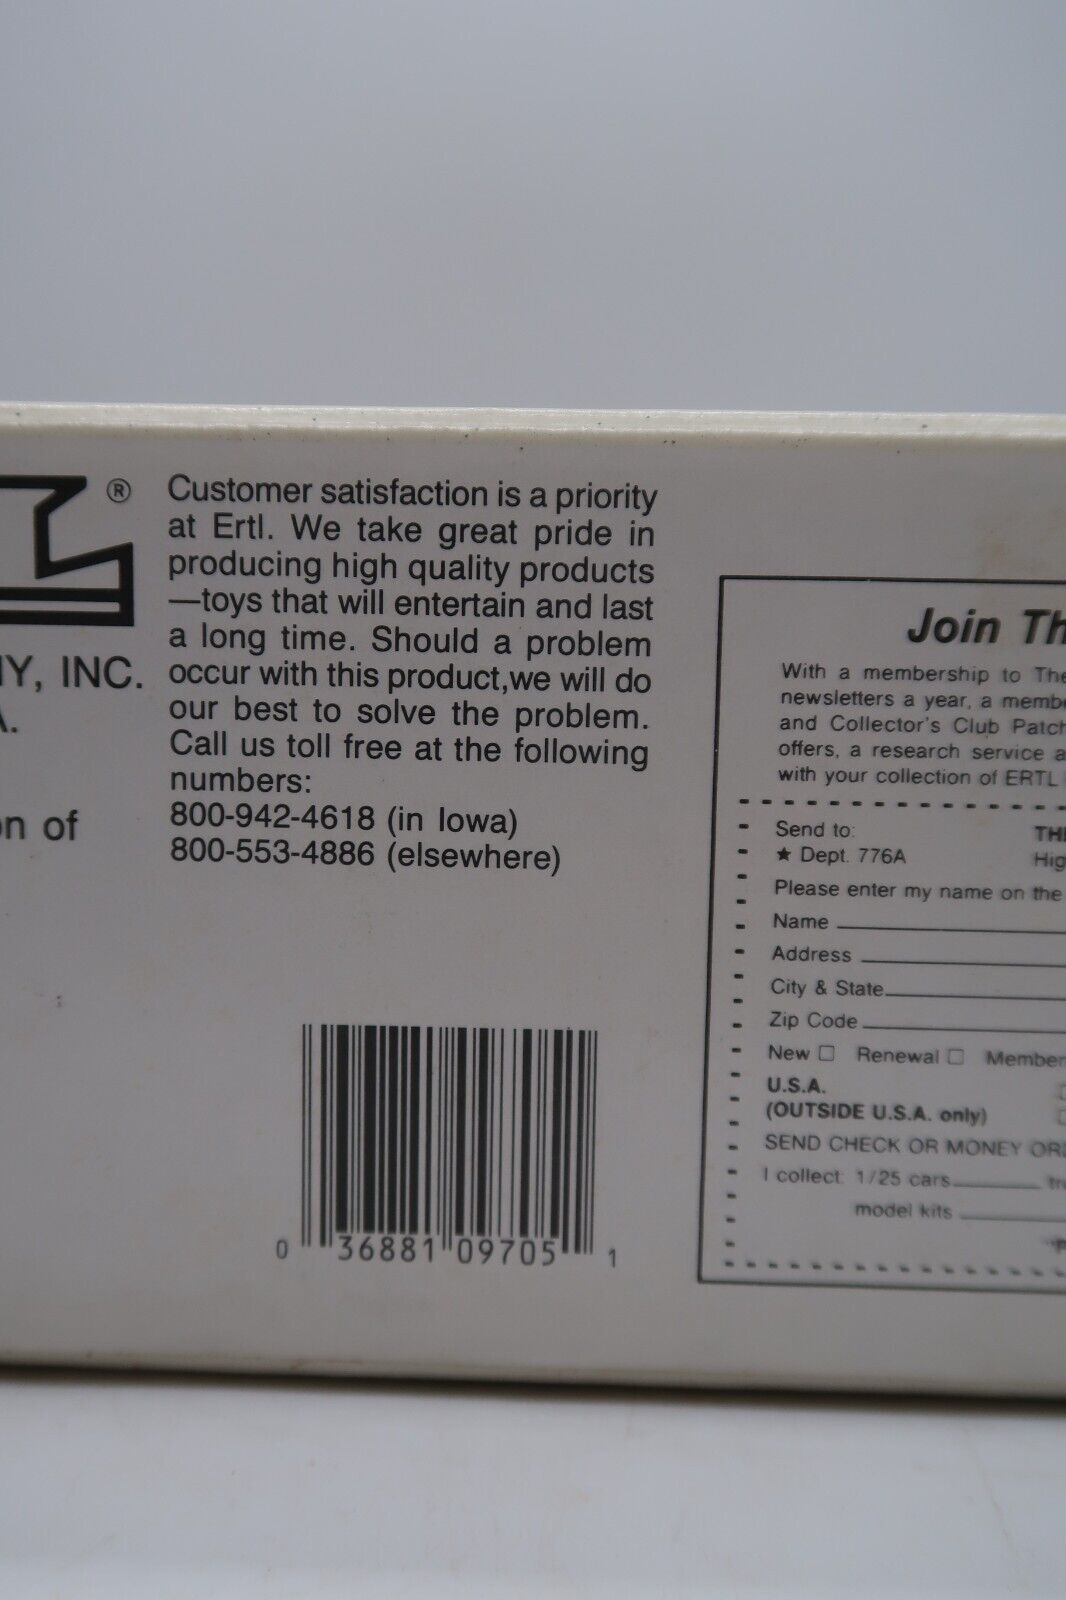 ®
Y, INC.
A.
on of
Customer satisfaction is a priority
at Ertl. We take great pride in
producing high quality products
—toys that will entertain and last
a long time. Should a problem
occur with this product,we will do
our best to solve the problem.
Call us toll free at the following
numbers:
800-942-4618 (in Iowa)
800-553-4886 (elsewhere)
0 36881 09705 1
Join Th
With a membership to The
newsletters a year, a membe
and Collector's Club Patch
offers, a research service a
with your collection of ERTL
Send to: THE
★ Dept. 776A Hig
Please enter my name on the
Name
Address
City & State
Zip Code
New ☐ Renewal ☐ Member
U.S.A.
(OUTSIDE U.S.A. only)
SEND CHECK OR MONEY ORD
I collect: 1/25 cars tru
model kits